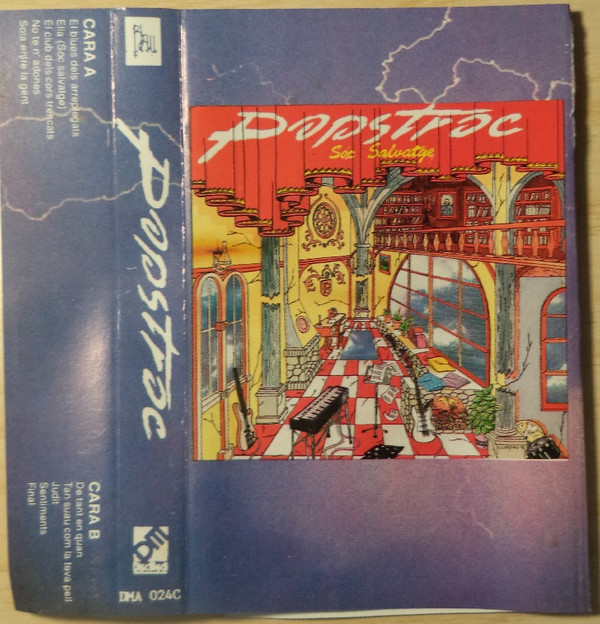 CARA A
El blues dels arreplegats
Ella (Soc salvatge)
El club dels cors trencats
No te n'adones
Sola entre la gent
CARA B
De tant en quan
Tan suau com la teva pell
Judit
Sentiments
Final
Popstroc
DMA 024C
Popstroc
Soc Salvatge